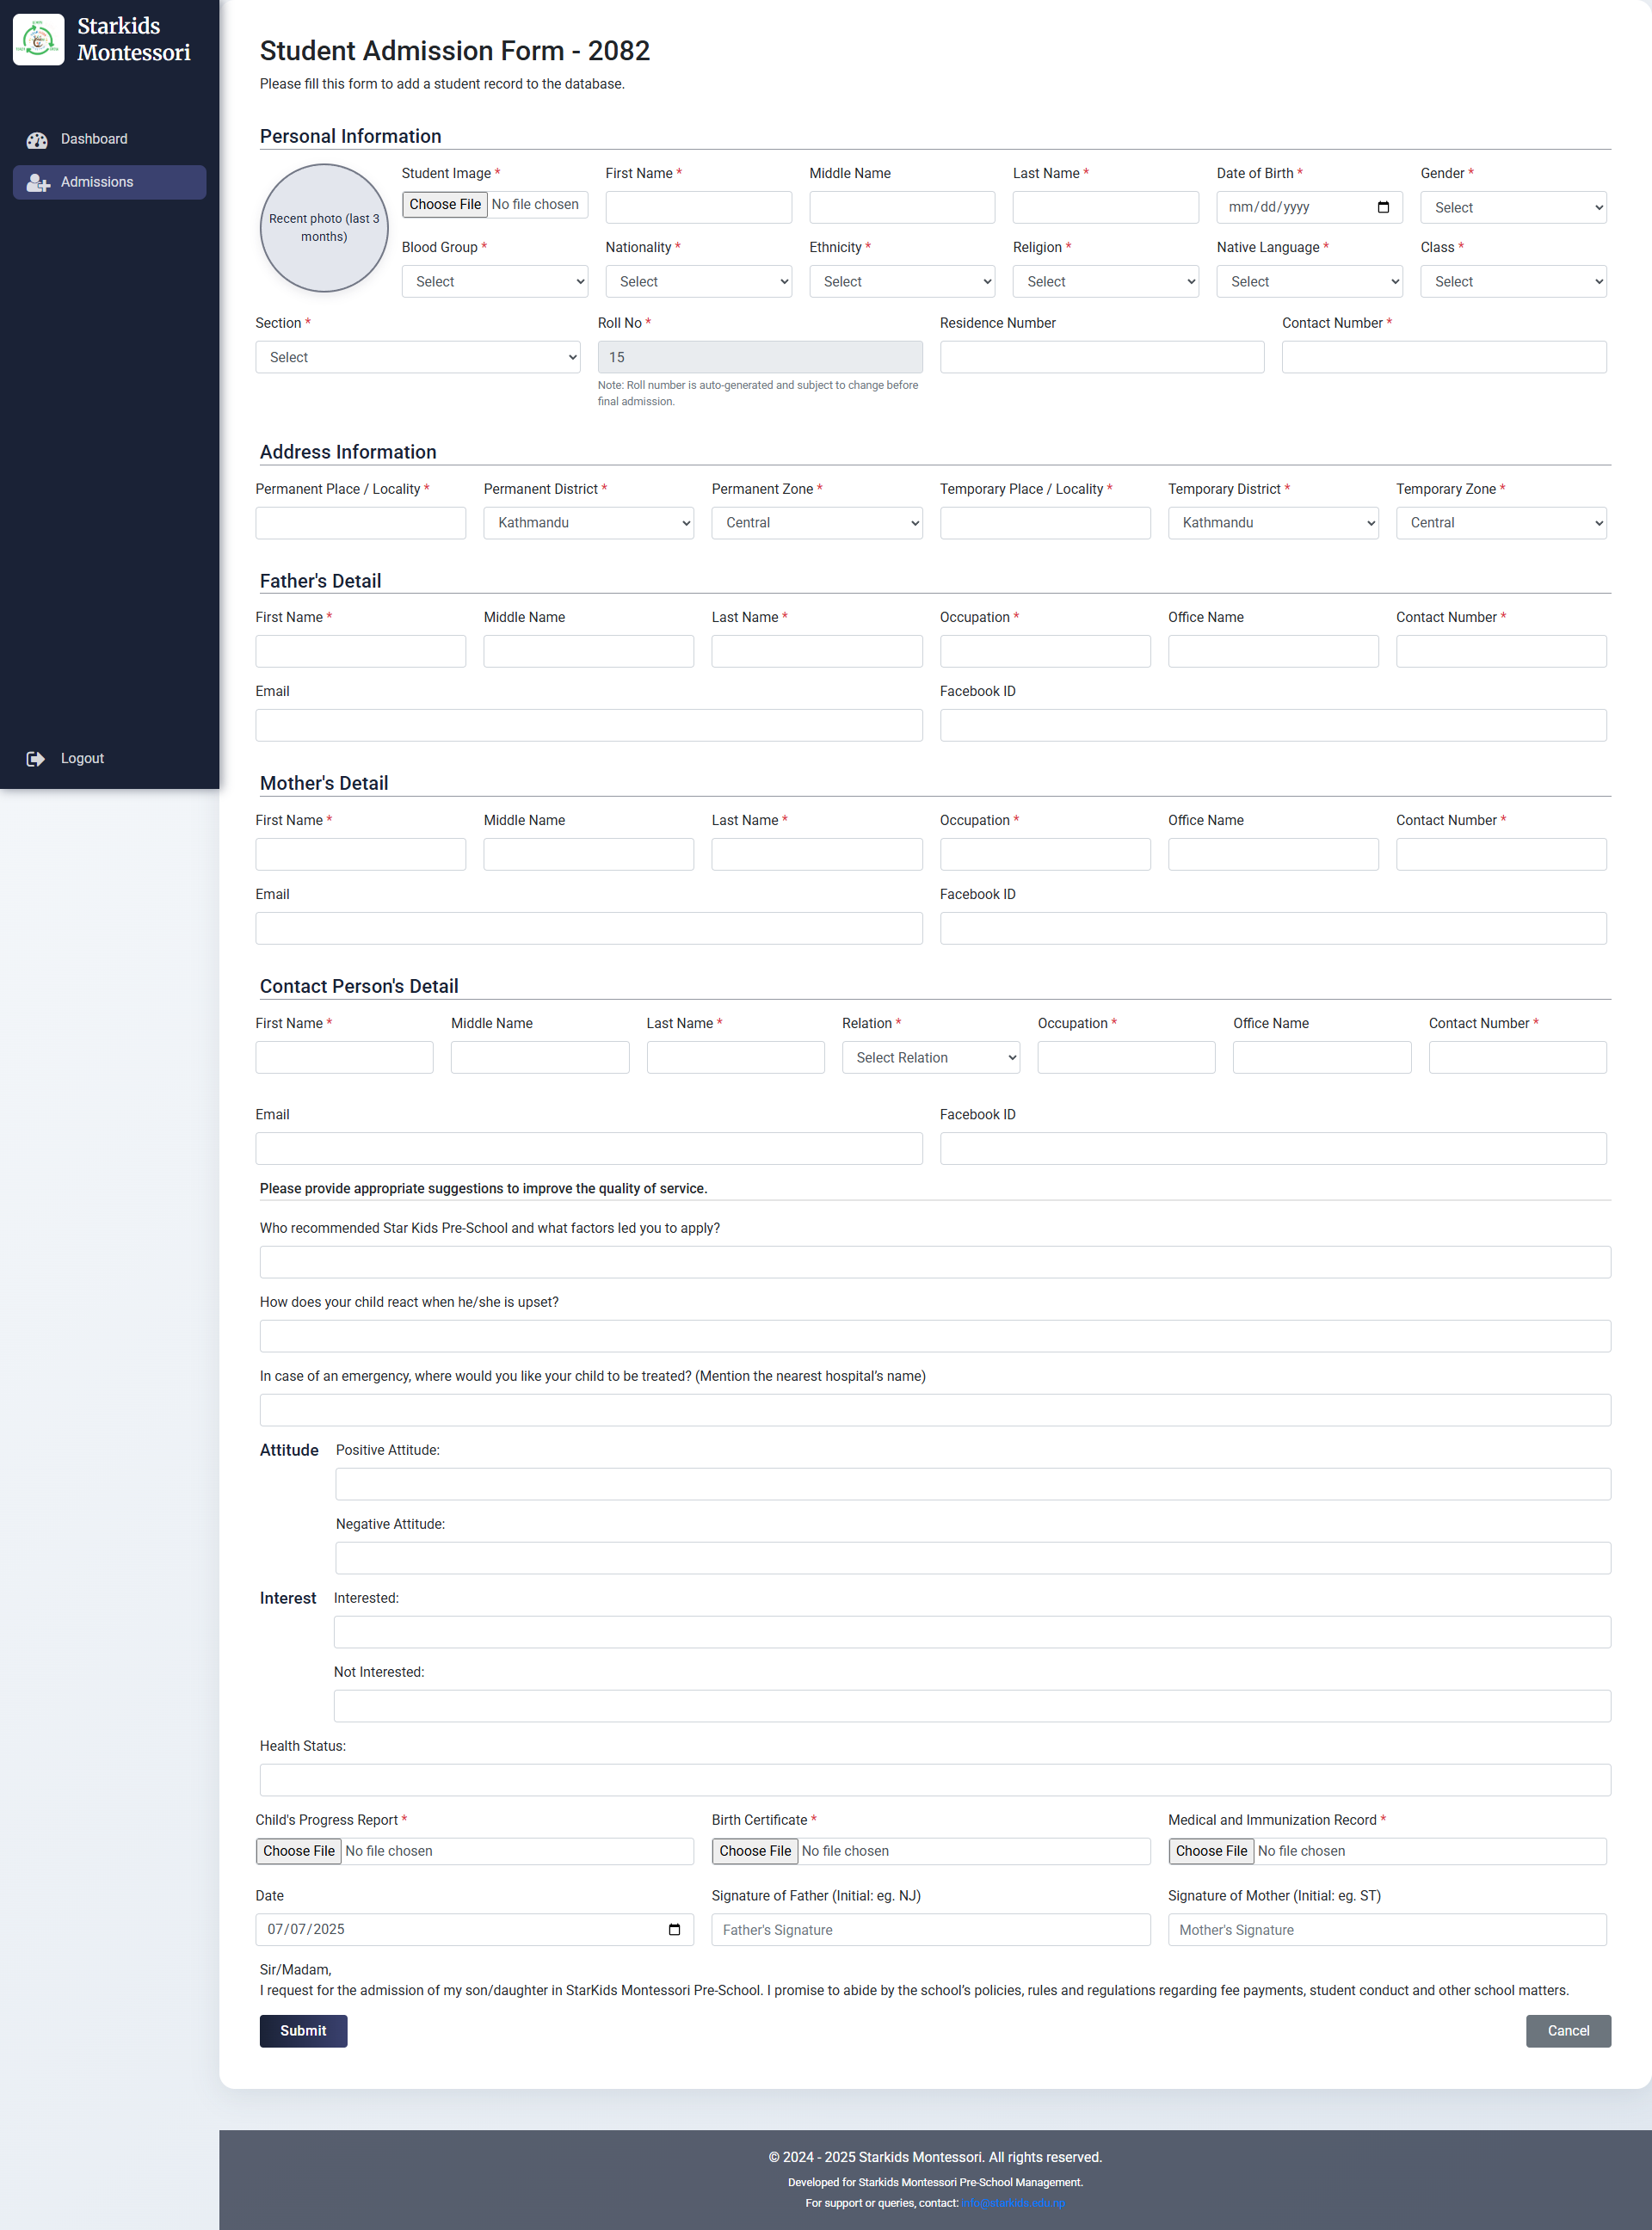 Starkids
Montessori
Dashboard
Admissions
Logout
Student Admission Form - 2082
Please fill this form to add a student record to the database.
Personal Information
Recent photo (last 3
months)
Student Image * First Name * Middle Name Last Name * Date of Birth * Gender *
Choose File No file chosen mm/dd/yyyy Select
Blood Group * Nationality * Ethnicity * Religion * Native Language * Class *
Select Select Select Select Select Select
Section * Roll No * Residence Number Contact Number *
Select 15
Note: Roll number is auto-generated and subject to change before
final admission.
Address Information
Permanent Place / Locality * Permanent District * Permanent Zone * Temporary Place / Locality * Temporary District * Temporary Zone *
Kathmandu Central Kathmandu Central
Father's Detail
First Name * Middle Name Last Name * Occupation * Office Name Contact Number *
Email Facebook ID
Mother's Detail
First Name * Middle Name Last Name * Occupation * Office Name Contact Number *
Email Facebook ID
Contact Person's Detail
First Name * Middle Name Last Name * Relation * Occupation * Office Name Contact Number *
Select Relation
Email Facebook ID
Please provide appropriate suggestions to improve the quality of service.
Who recommended Star Kids Pre-School and what factors led you to apply?
How does your child react when he/she is upset?
In case of an emergency, where would you like your child to be treated? (Mention the nearest hospital's name)
Attitude Positive Attitude:
Negative Attitude:
Interest Interested:
Not Interested:
Health Status:
Child's Progress Report * Birth Certificate * Medical and Immunization Record *
Choose File No file chosen Choose File No file chosen Choose File No file chosen
Date Signature of Father (Initial: eg. NJ) Signature of Mother (Initial: eg. ST)
07/07/2025 Father's Signature Mother's Signature
Sir/Madam,
I request for the admission of my son/daughter in StarKids Montessori Pre-School. I promise to abide by the school's policies, rules and regulations regarding fee payments, student conduct and other school matters.
Submit Cancel
© 2024 - 2025 Starkids Montessori. All rights reserved.
Developed for Starkids Montessori Pre-School Management.
For support or queries, contact: info@starkids.edu.np